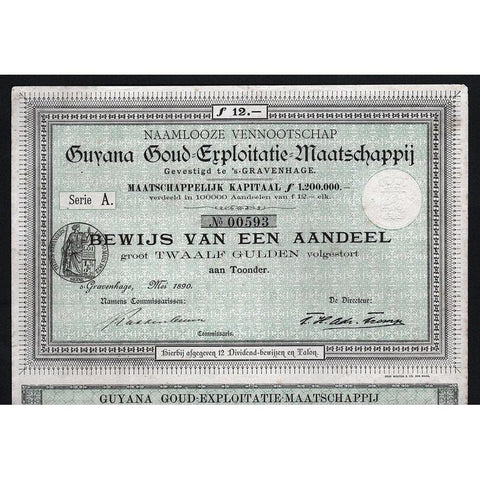 ƒ 12.—
NAAMLOOZE VENNOOTSCHAP
Guyana Goud-Exploitatie-Maatschappij
Gevestigd te 's-GRAVENHAGE.
MAATSCHAPPELIJK KAPITAAL ƒ 1.200.000.—
verdeeld in 100000 Aandeelen van f 12.— elk.
Serie A.
№ 00593
BEWIJS VAN EEN AANDEEL
groot TWAALF GULDEN volgestort
aan Toonder.
's-Gravenhage, Mei 1890.
Namens Commissarissen: De Directeur:
Commissaris.
Hierbij afgegeven 12 Dividend-bewijzen en Talon.
GUYANA GOUD-EXPLOITATIE-MAATSCHAPPIJ